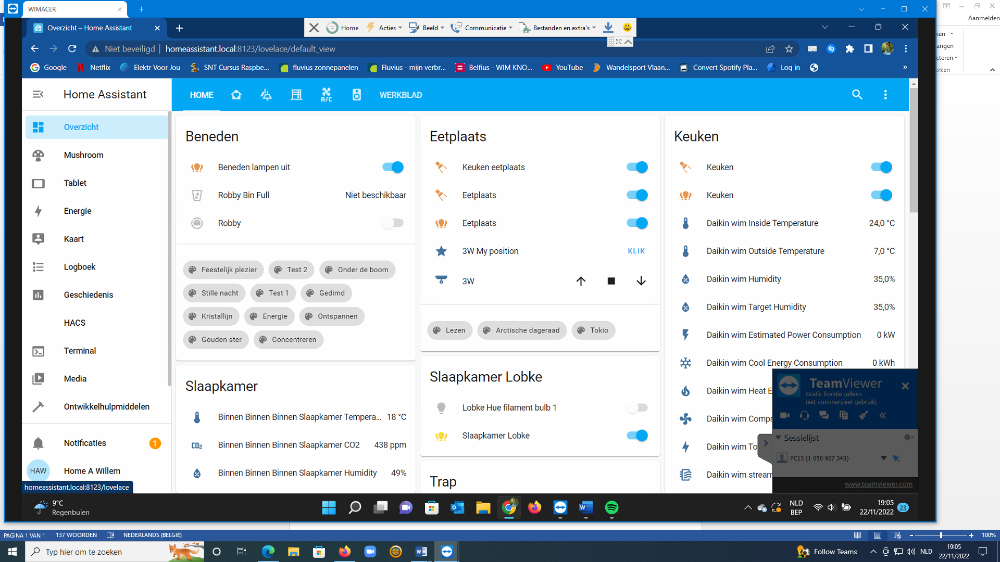 WIMACER
Aanmelden
Overzicht – Home Assistant
Home
Acties
Beeld
Communicatie
Bestanden en extra's
ken
Niet beveiligd
homeassistant.local:8123/lovelace/default_view
angen
cteren
erken
Google
Netflix
Elektr Voor Jou
SNT Cursus Raspbe...
fluvius zonnepanelen
Fluvius - mijn verbr...
Belfius - WIM KNO...
YouTube
Wandelsport Vlaan...
Convert Spotify Pla...
Log in
»
Home Assistant
HOME
A/C
WERKBLAD
Overzicht
Mushroom
Tablet
Energie
Kaart
Logboek
Geschiedenis
HACS
Terminal
Media
Ontwikkelhulpmiddelen
Notificaties
1
HAW
Home A Willem
homeassistant.local:8123/lovelace
Beneden
Beneden lampen uit
Robby Bin Full
Niet beschikbaar
Robby
Feestelijk plezier
Test 2
Onder de boom
Stille nacht
Test 1
Gedimd
Kristallijn
Energie
Ontspannen
Gouden ster
Concentreren
Slaapkamer
Binnen Binnen Binnen Slaapkamer Tempera...
18 °C
CO2
Binnen Binnen Binnen Slaapkamer CO2
438 ppm
Binnen Binnen Binnen Slaapkamer Humidity
49%
Eetplaats
Keuken eetplaats
Eetplaats
Eetplaats
3W My position
KLIK
3W
Lezen
Arctische dageraad
Tokio
Slaapkamer Lobke
Lobke Hue filament bulb 1
Slaapkamer Lobke
Trap
Keuken
Keuken
Keuken
Daikin wim Inside Temperature
24,0 °C
Daikin wim Outside Temperature
7,0 °C
Daikin wim Humidity
35,0%
Daikin wim Target Humidity
35,0%
Daikin wim Estimated Power Consumption
0 kW
Daikin wim Cool Energy Consumption
0 kWh
Daikin wim Heat E
Daikin wim Compr
Daikin wim To
Daikin wim stream
TeamViewer
Gratis licentie (alleen
niet-commercieel gebruik)
Sessielijst
PC13 (1 050 927 343)
www.teamviewer.com
9°C
Regenbuien
NLD
BEP
19:05
22/11/2022
23
PAGINA 1 VAN 1
137 WOORDEN
NEDERLANDS (BELGIË)
100%
Typ hier om te zoeken
Follow Teams
NLD
19:05
22/11/2022